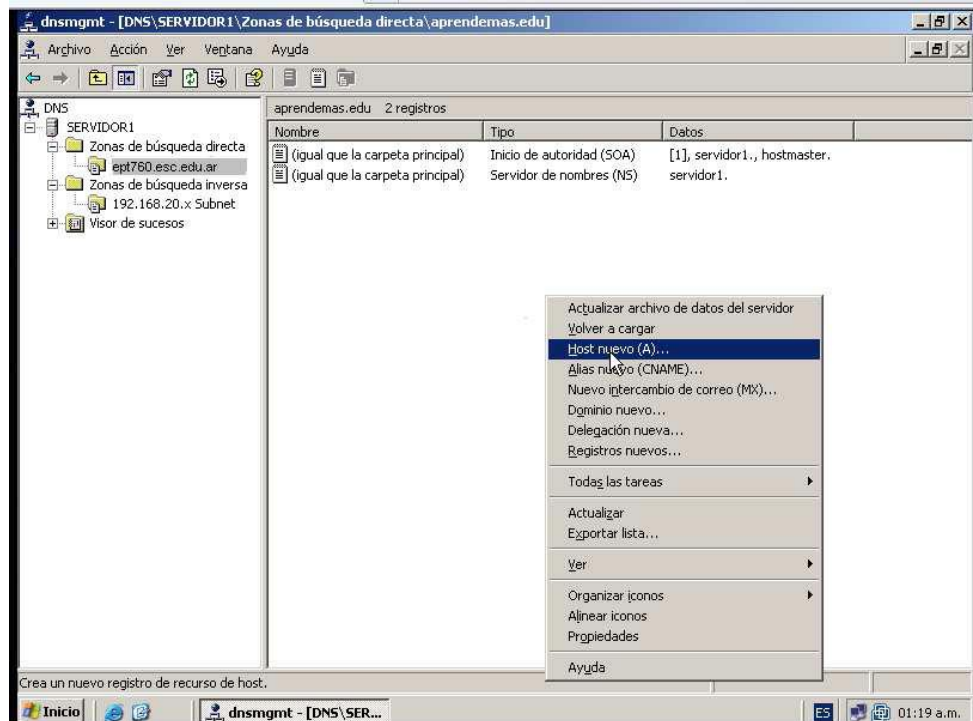 dnsmgmt - [DNS\SERVIDOR1\Zonas de búsqueda directa\aprendemas.edu]
Archivo Acción Ver Ventana Ayuda
DNS
SERVIDOR1
Zonas de búsqueda directa
ept760.esc.edu.ar
Zonas de búsqueda inversa
192.168.20.x Subnet
Visor de sucesos
aprendemas.edu 2 registros
Nombre Tipo Datos
(igual que la carpeta principal) Inicio de autoridad (SOA) [1], servidor1., hostmaster.
(igual que la carpeta principal) Servidor de nombres (NS) servidor1.
Actualizar archivo de datos del servidor
Volver a cargar
Host nuevo (A)...
Alias nuevo (CNAME)...
Nuevo intercambio de correo (MX)...
Dominio nuevo...
Delegación nueva...
Registros nuevos...
Todas las tareas
Actualizar
Exportar lista...
Ver
Organizar iconos
Alinear iconos
Propiedades
Ayuda
Crea un nuevo registro de recurso de host.
Inicio dnsmgmt - [DNS\SER... ES 01:19 a.m.